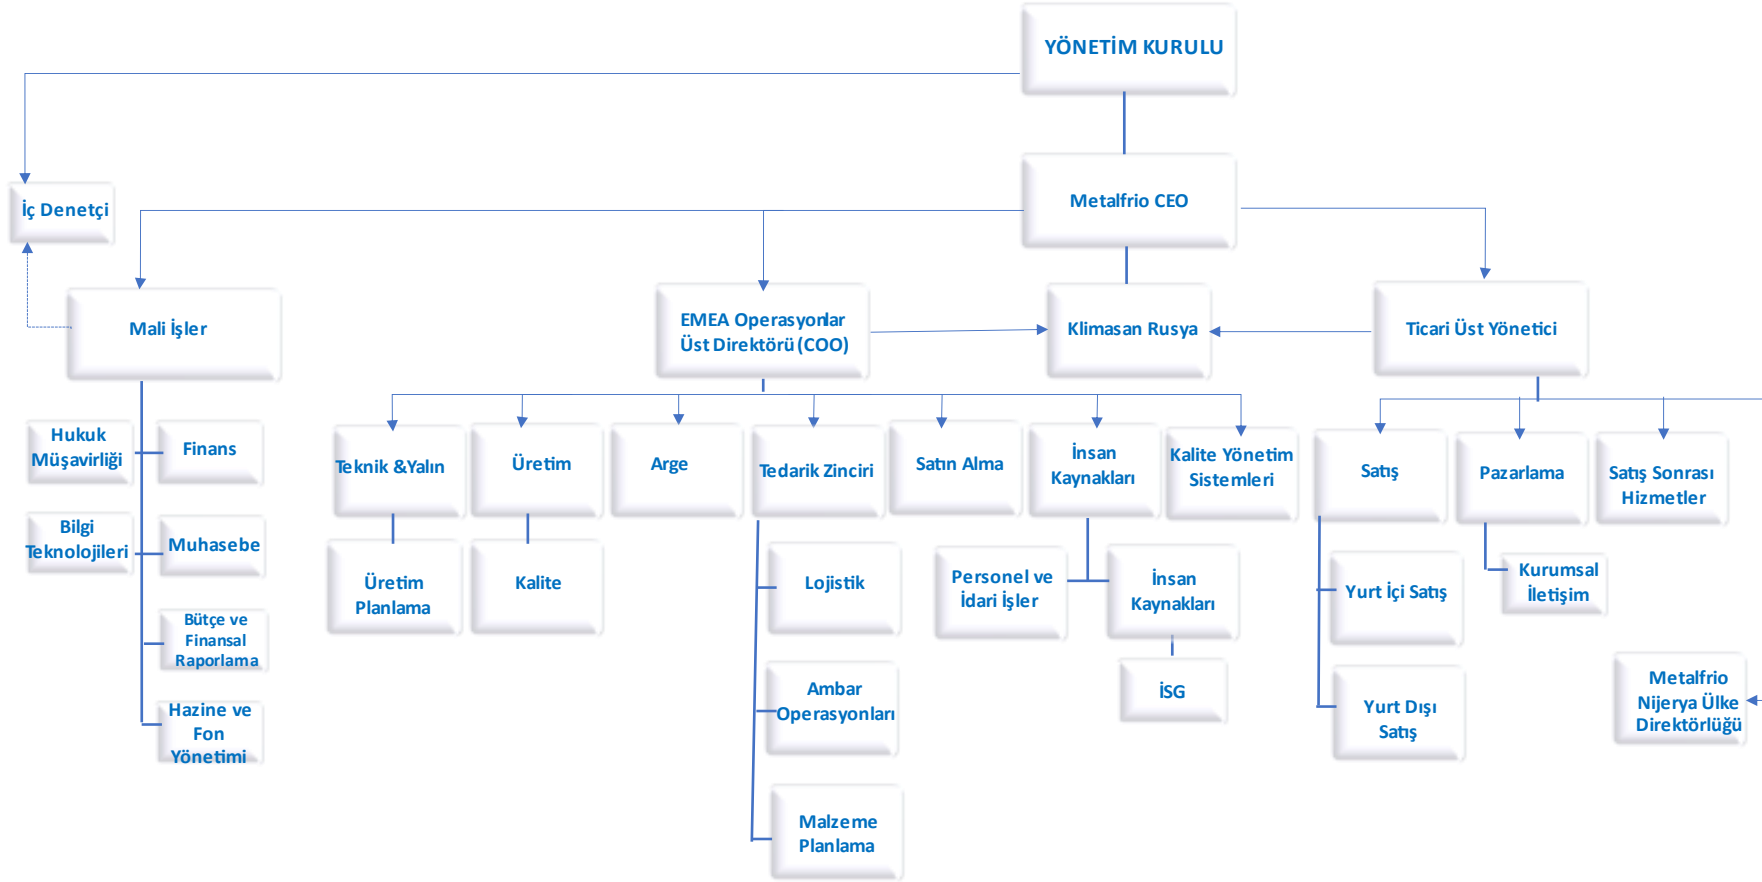 YÖNETİM KURULU
Metalfrio CEO
İç Denetçi
Mali İşler
EMEA Operasyonlar
Üst Direktörü (COO)
Klimasan Rusya
Ticari Üst Yönetici
Hukuk
Müşavirliği
Finans
Bilgi
Teknolojileri
Muhasebe
Bütçe ve
Finansal
Raporlama
Hazine ve
Fon
Yönetimi
Teknik &Yalın
Üretim
Arge
Tedarik Zinciri
Satın Alma
İnsan
Kaynakları
Kalite Yönetim
Sistemleri
Satış
Pazarlama
Satış Sonrası
Hizmetler
Üretim
Planlama
Kalite
Lojistik
Ambar
Operasyonları
Malzeme
Planlama
Personel ve
İdari İşler
İnsan
Kaynakları
İSG
Yurt İçi Satış
Yurt Dışı
Satış
Kurumsal
İletişim
Metalfrio
Nijerya Ülke
Direktörlüğü